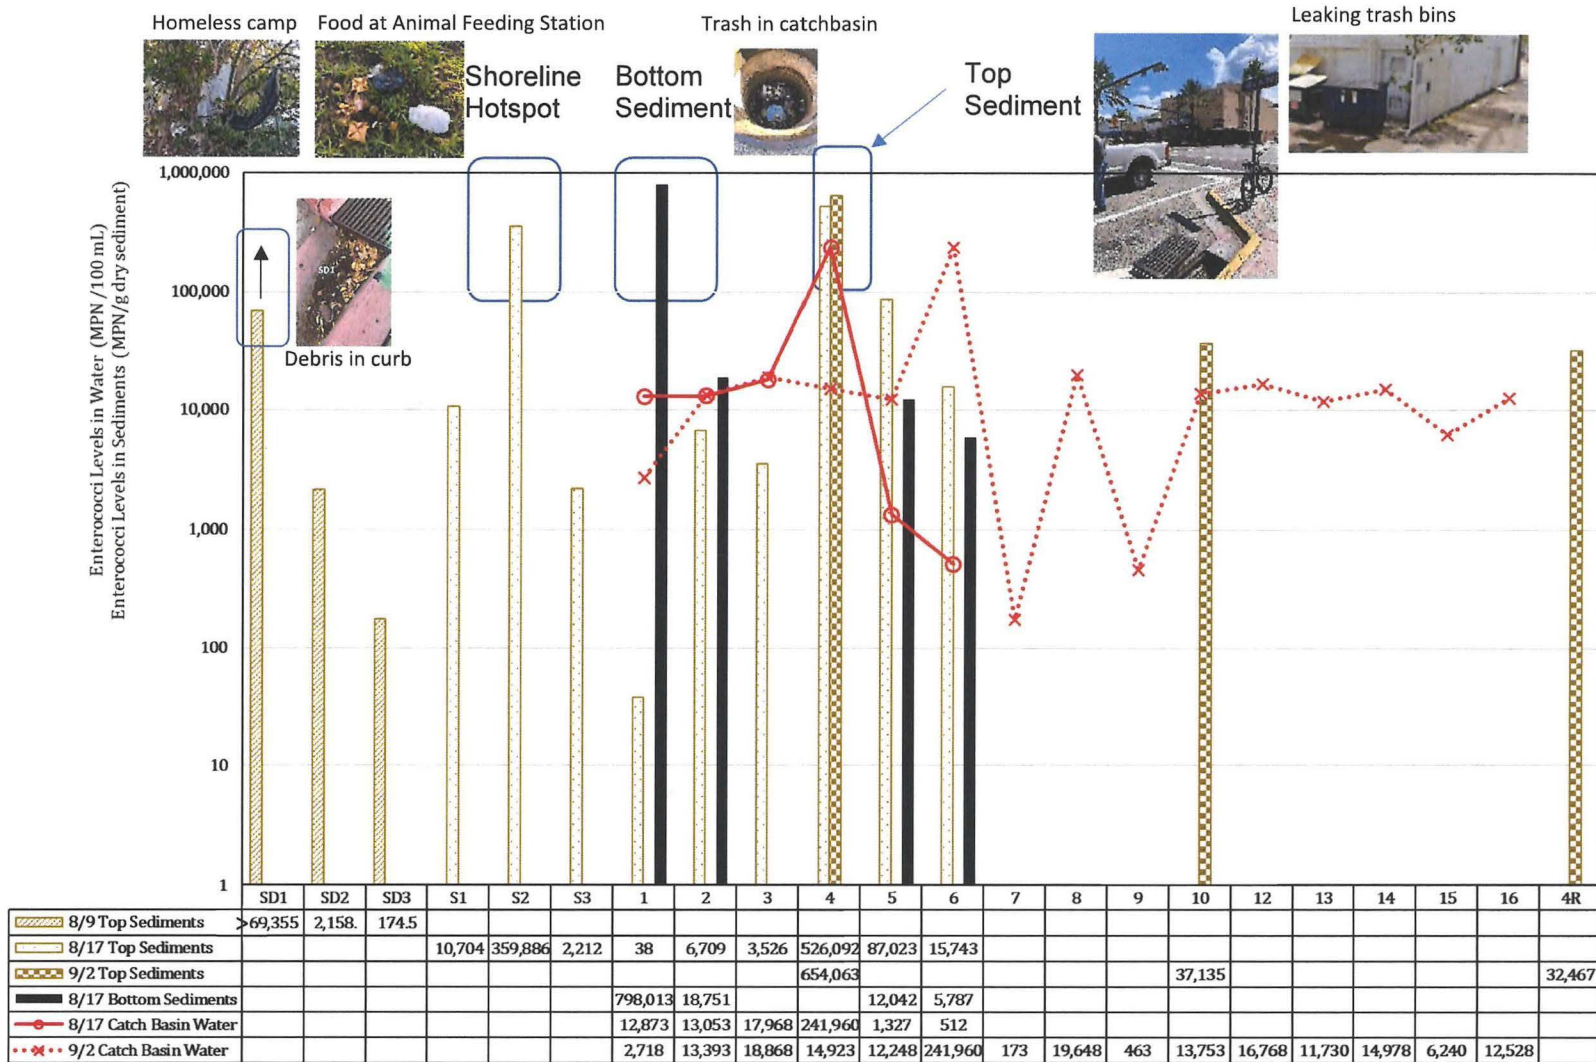 Homeless camp
Food at Animal Feeding Station
Trash in catchbasin
Leaking trash bins
Shoreline
Hotspot
Bottom
Sediment
Top
Sediment
SD1
Debris in curb
Enterococci Levels in Water (MPN /100 mL)
Enterococci Levels in Sediments (MPN/g dry sediment)
1,000,000
100,000
10,000
1,000
100
10
1
SD1 SD2 SD3 S1 S2 S3 1 2 3 4 5 6 7 8 9 10 12 13 14 15 16 4R
8/9 Top Sediments >69,355 2,158. 174.5
8/17 Top Sediments 10,704 359,886 2,212 38 6,709 3,526 526,092 87,023 15,743
9/2 Top Sediments 654,063 37,135 32,467
8/17 Bottom Sediments 798,013 18,751 12,042 5,787
8/17 Catch Basin Water 12,873 13,053 17,968 241,960 1,327 512
9/2 Catch Basin Water 2,718 13,393 18,868 14,923 12,248 241,960 173 19,648 463 13,753 16,768 11,730 14,978 6,240 12,528